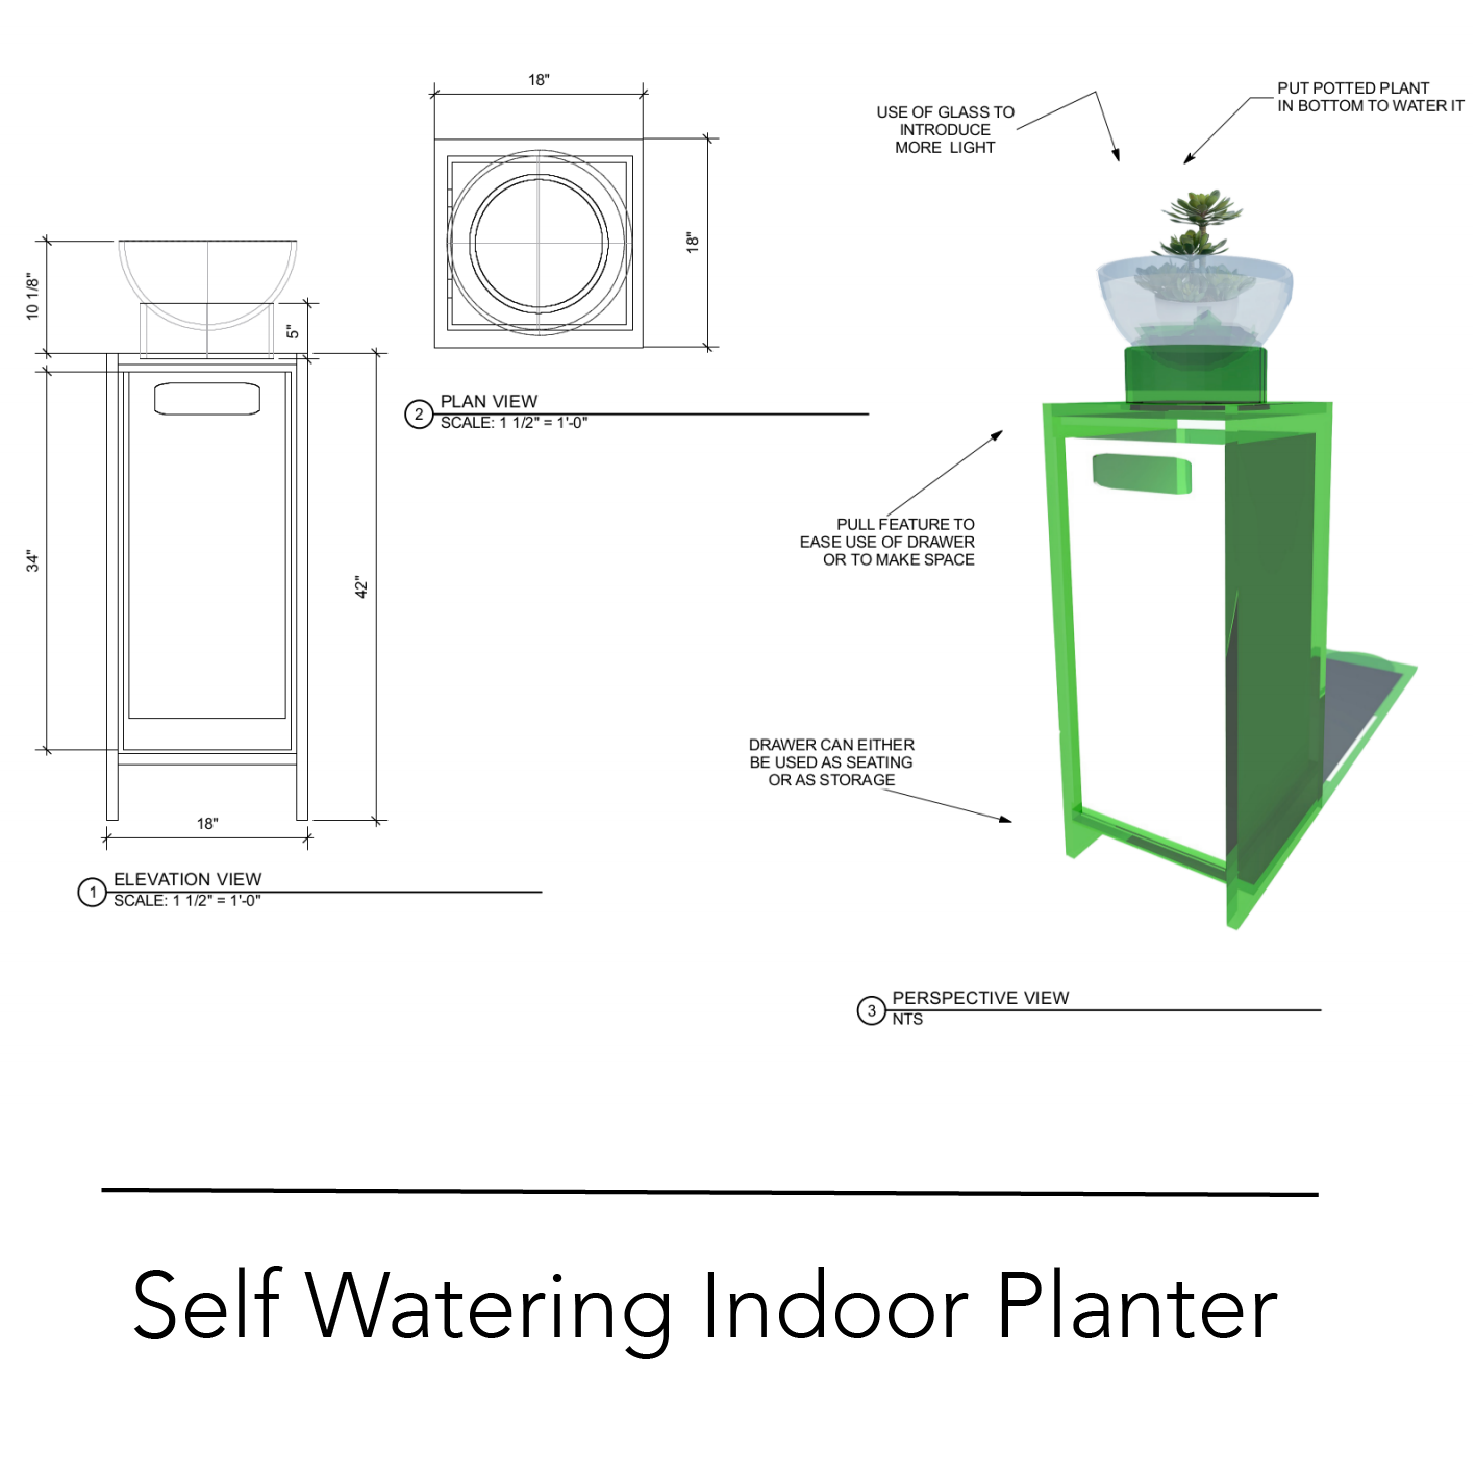 18"
18"
2
PLAN VIEW
SCALE: 1 1/2" = 1'-0"
10 1/8"
5"
34"
42"
18"
1
ELEVATION VIEW
SCALE: 1 1/2" = 1'-0"
USE OF GLASS TO
INTRODUCE
MORE LIGHT
PUT POTTED PLANT
IN BOTTOM TO WATER IT
PULL FEATURE TO
EASE USE OF DRAWER
OR TO MAKE SPACE
DRAWER CAN EITHER
BE USED AS SEATING
OR AS STORAGE
3
PERSPECTIVE VIEW
NTS
Self Watering Indoor Planter